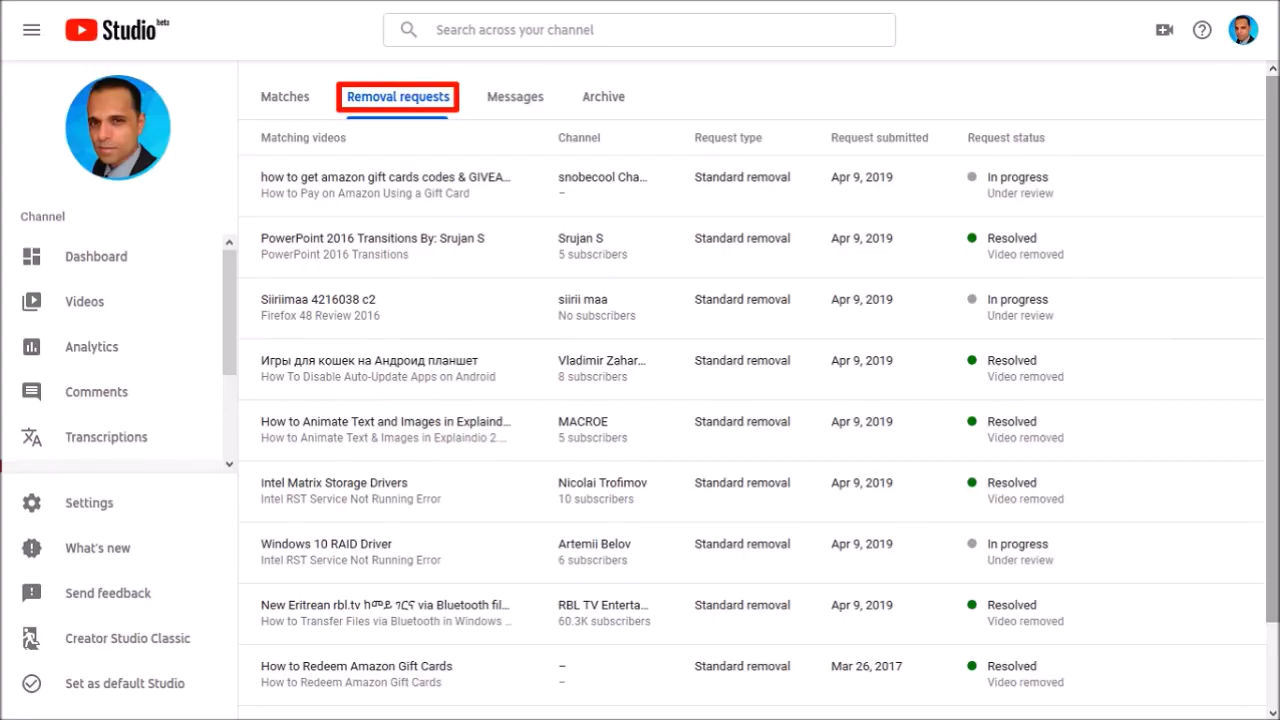 Studio beta
Search across your channel
Matches
Removal requests
Messages
Archive
Matching videos
Channel
Request type
Request submitted
Request status
how to get amazon gift cards codes & GIVEA...
How to Pay on Amazon Using a Gift Card
snobecool Cha...
–
Standard removal
Apr 9, 2019
In progress
Under review
PowerPoint 2016 Transitions By: Srujan S
PowerPoint 2016 Transitions
Srujan S
5 subscribers
Standard removal
Apr 9, 2019
Resolved
Video removed
Siiriimaa 4216038 c2
Firefox 48 Review 2016
siirii maa
No subscribers
Standard removal
Apr 9, 2019
In progress
Under review
Игры для кошек на Андроид планшет
How To Disable Auto-Update Apps on Android
Vladimir Zahar...
8 subscribers
Standard removal
Apr 9, 2019
Resolved
Video removed
How to Animate Text and Images in Explaind...
How to Animate Text & Images in Explaindio 2....
MACROE
5 subscribers
Standard removal
Apr 9, 2019
Resolved
Video removed
Intel Matrix Storage Drivers
Intel RST Service Not Running Error
Nicolai Trofimov
10 subscribers
Standard removal
Apr 9, 2019
Resolved
Video removed
Windows 10 RAID Driver
Intel RST Service Not Running Error
Artemii Belov
6 subscribers
Standard removal
Apr 9, 2019
In progress
Under review
New Eritrean rbl.tv ከመይ ጌርና via Bluetooth fil...
How to Transfer Files via Bluetooth in Windows ...
RBL TV Enterta...
60.3K subscribers
Standard removal
Apr 9, 2019
Resolved
Video removed
How to Redeem Amazon Gift Cards
How to Redeem Amazon Gift Cards
–
–
Standard removal
Mar 26, 2017
Resolved
Video removed
Channel
Dashboard
Videos
Analytics
Comments
Transcriptions
Settings
What's new
Send feedback
Creator Studio Classic
Set as default Studio